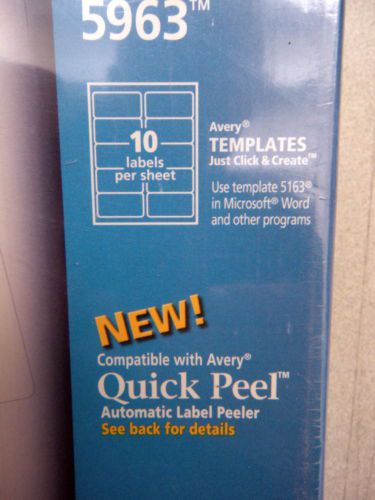 5963™
10
labels
per sheet
Avery®
TEMPLATES
Just Click & Create™
Use template 5163®
in Microsoft® Word
and other programs
NEW!
Compatible with Avery®
Quick Peel™
Automatic Label Peeler
See back for details